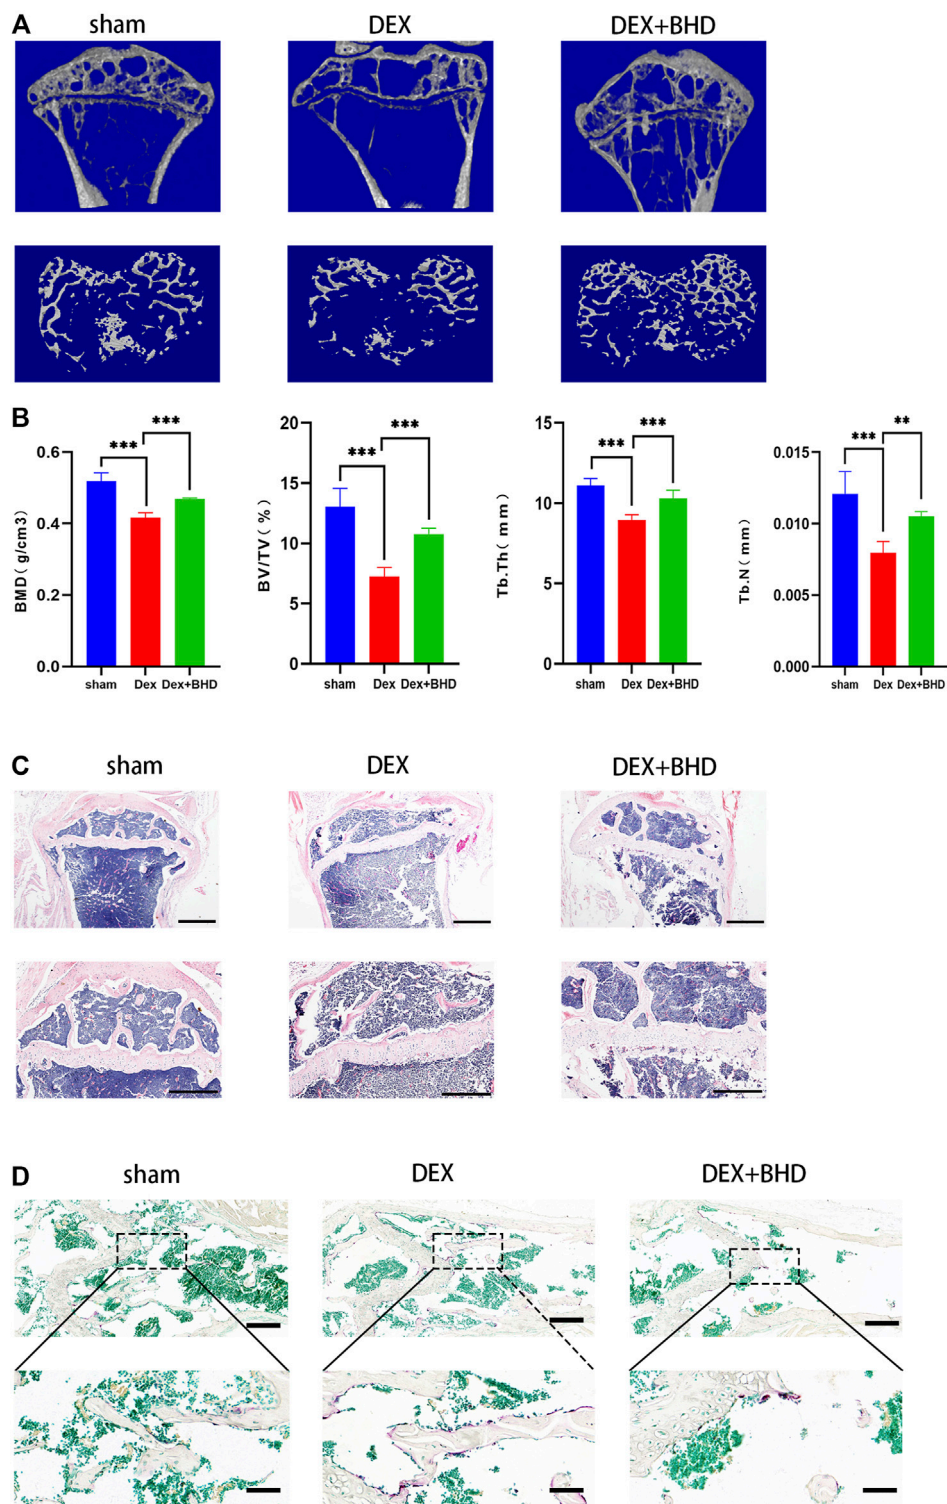 A
sham DEX DEX+BHD
B
*** ***
0.6
0.4
0.2
0.0
BMD( g/cm3)
sham Dex Dex+BHD
*** ***
20
15
10
5
0
BV/TV( %)
sham Dex Dex+BHD
*** ***
15
10
5
0
Tb.Th( mm)
sham Dex Dex+BHD
*** **
0.015
0.010
0.005
0.000
Tb.N( mm)
sham Dex Dex+BHD
C
sham DEX DEX+BHD
D
sham DEX DEX+BHD